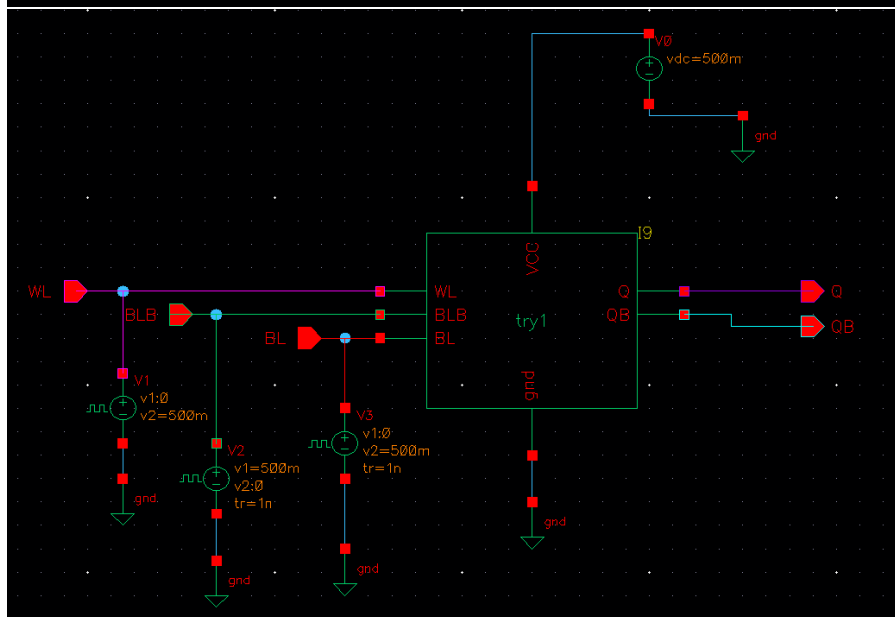 V0
vdc=500m
gnd
I9
VCC
WL
WL
Q
Q
BLB
BLB
try1
QB
QB
BL
BL
gnd
V1
v1:0
v2=500m
gnd
V2
v1=500m
v2:0
tr=1n
gnd
V3
v1:0
v2=500m
tr=1n
gnd
gnd